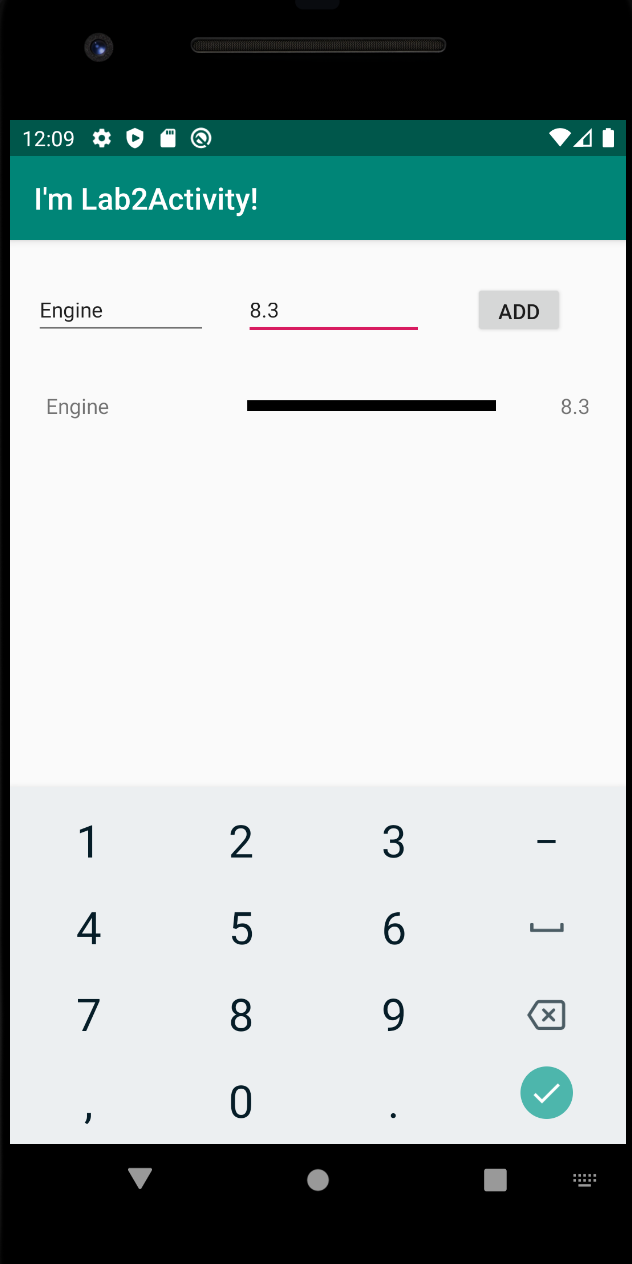 12:09
I'm Lab2Activity!
Engine 8.3 ADD
Engine 8.3
1 2 3 –
4 5 6
7 8 9
, 0 .